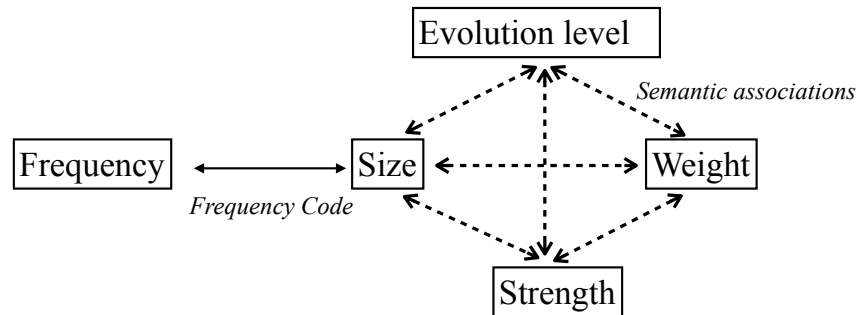 Evolution level
Semantic associations
Frequency
Size
Weight
Frequency Code
Strength